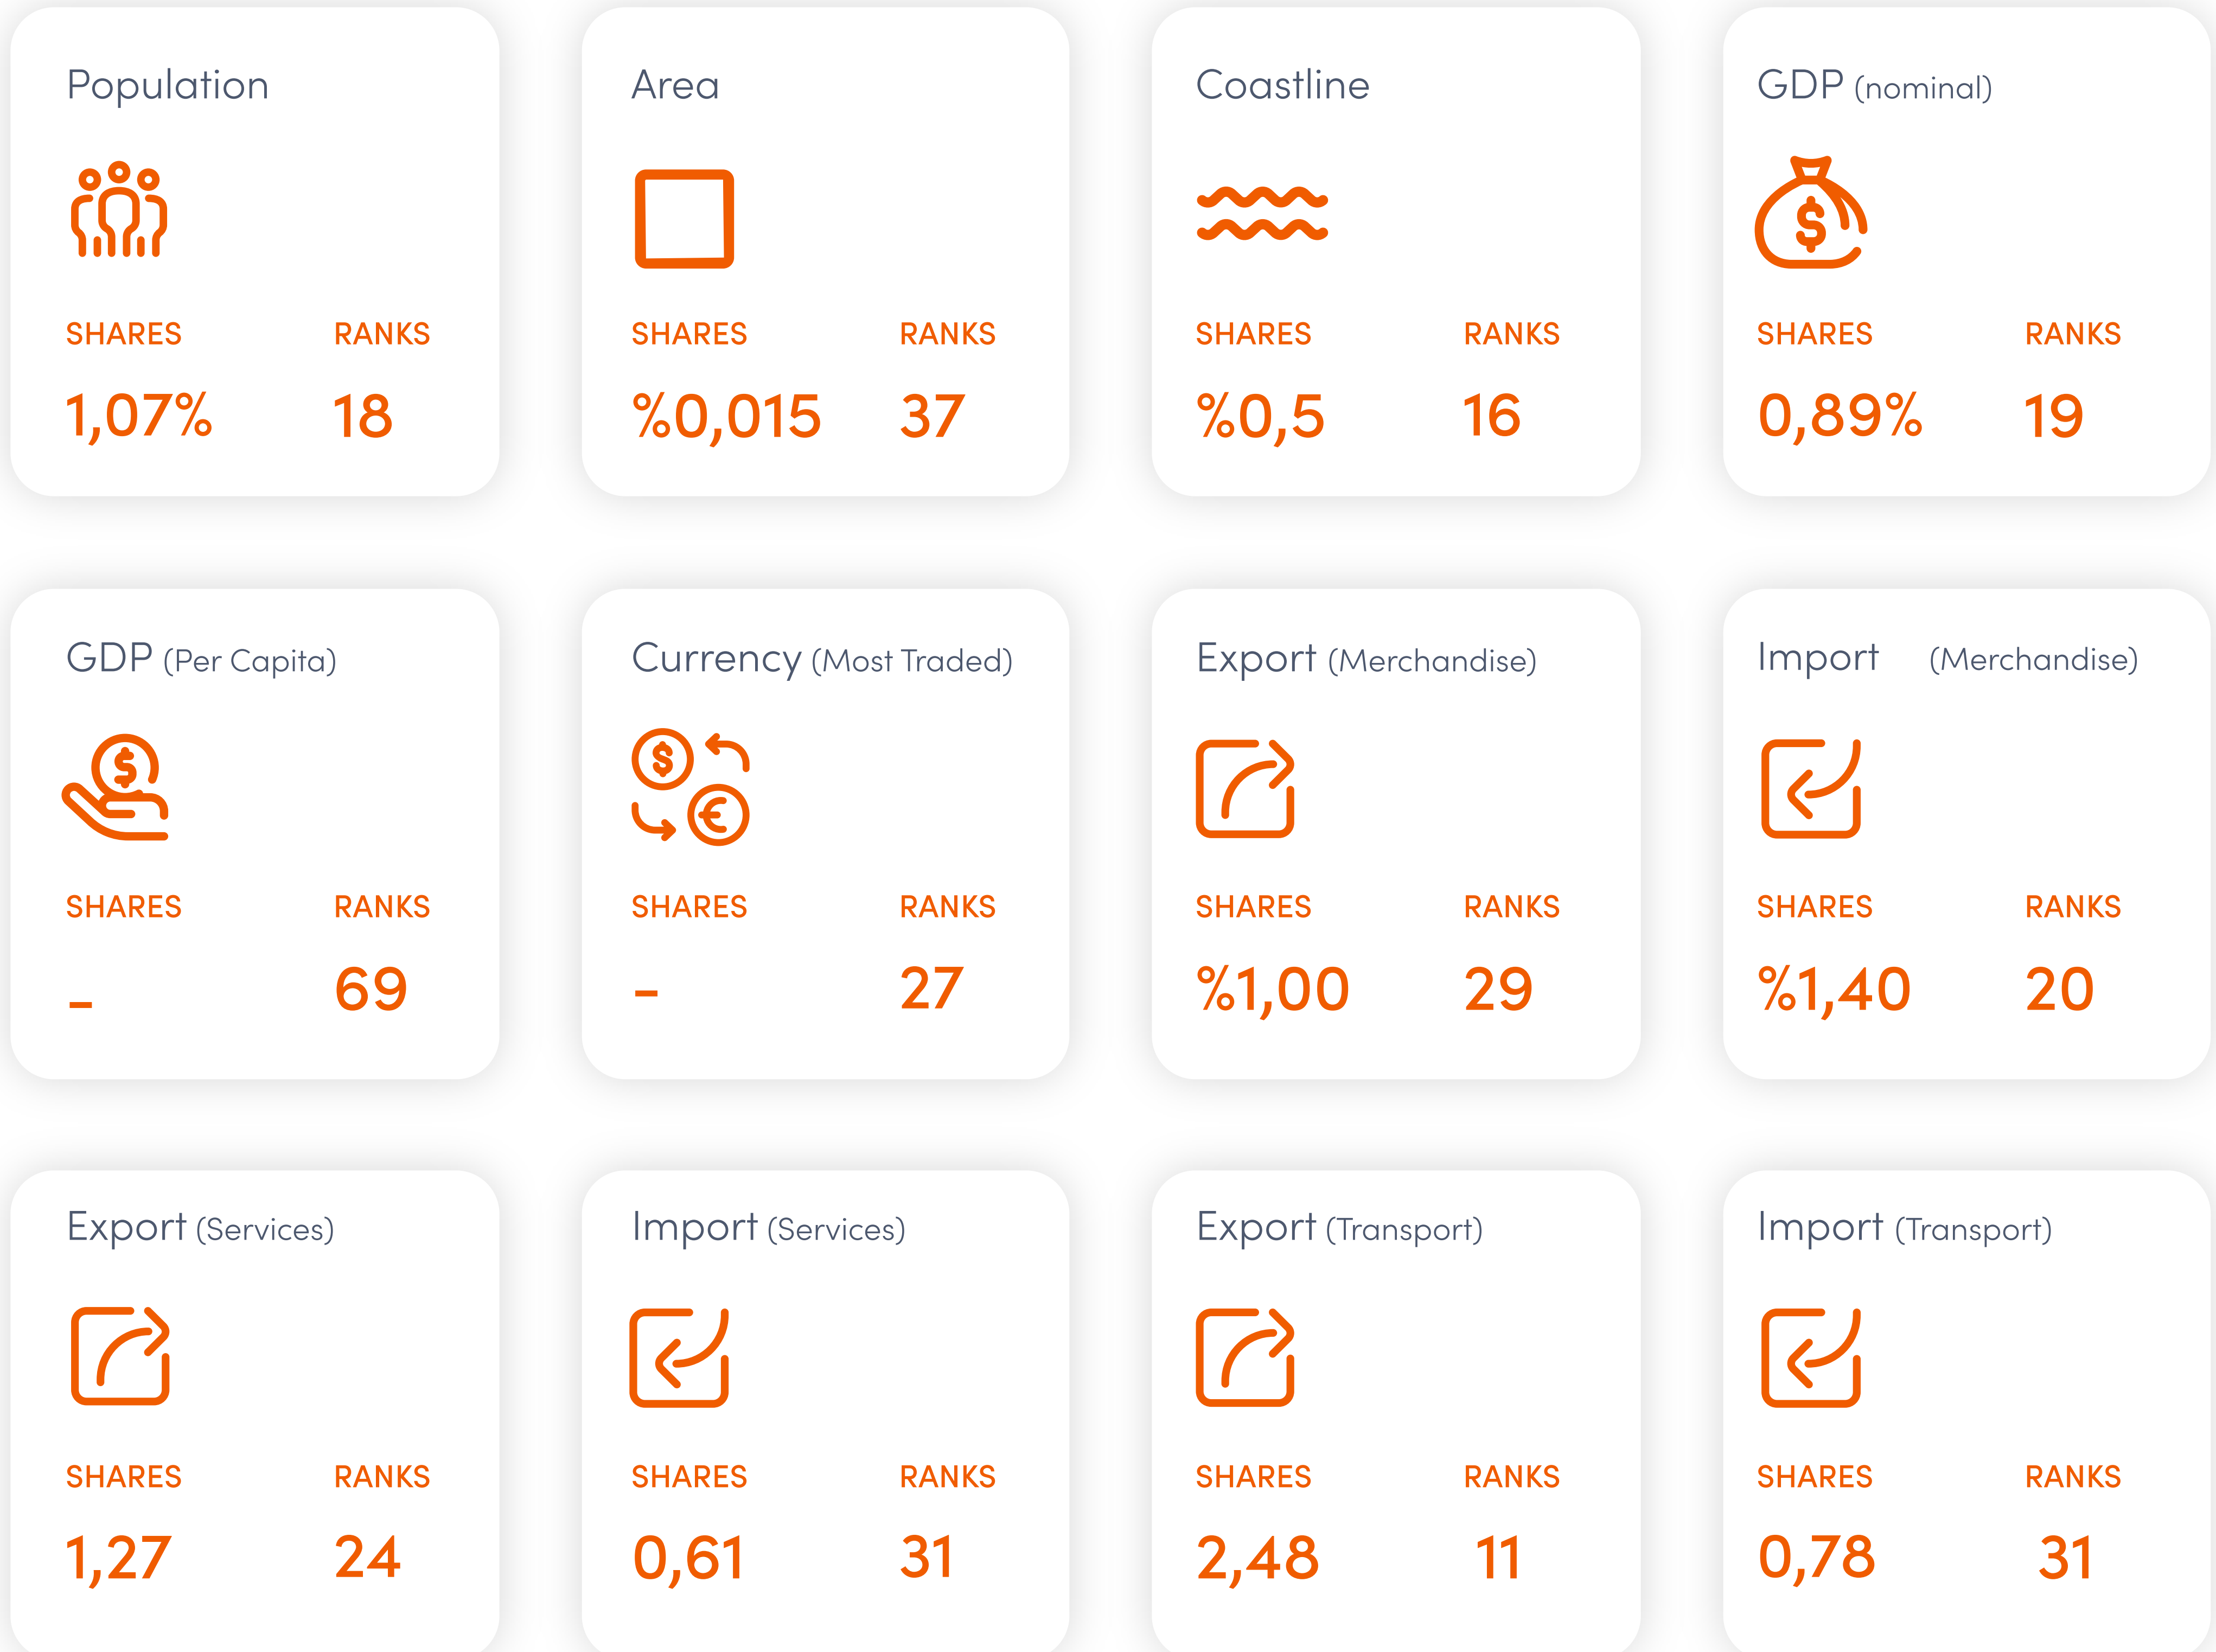 Population
SHARES RANKS
1,07% 18
Area
SHARES RANKS
%0,015 37
Coastline
SHARES RANKS
%0,5 16
GDP (nominal)
SHARES RANKS
0,89% 19
GDP (Per Capita)
SHARES RANKS
- 69
Currency (Most Traded)
SHARES RANKS
- 27
Export (Merchandise)
SHARES RANKS
%1,00 29
Import (Merchandise)
SHARES RANKS
%1,40 20
Export (Services)
SHARES RANKS
1,27 24
Import (Services)
SHARES RANKS
0,61 31
Export (Transport)
SHARES RANKS
2,48 11
Import (Transport)
SHARES RANKS
0,78 31